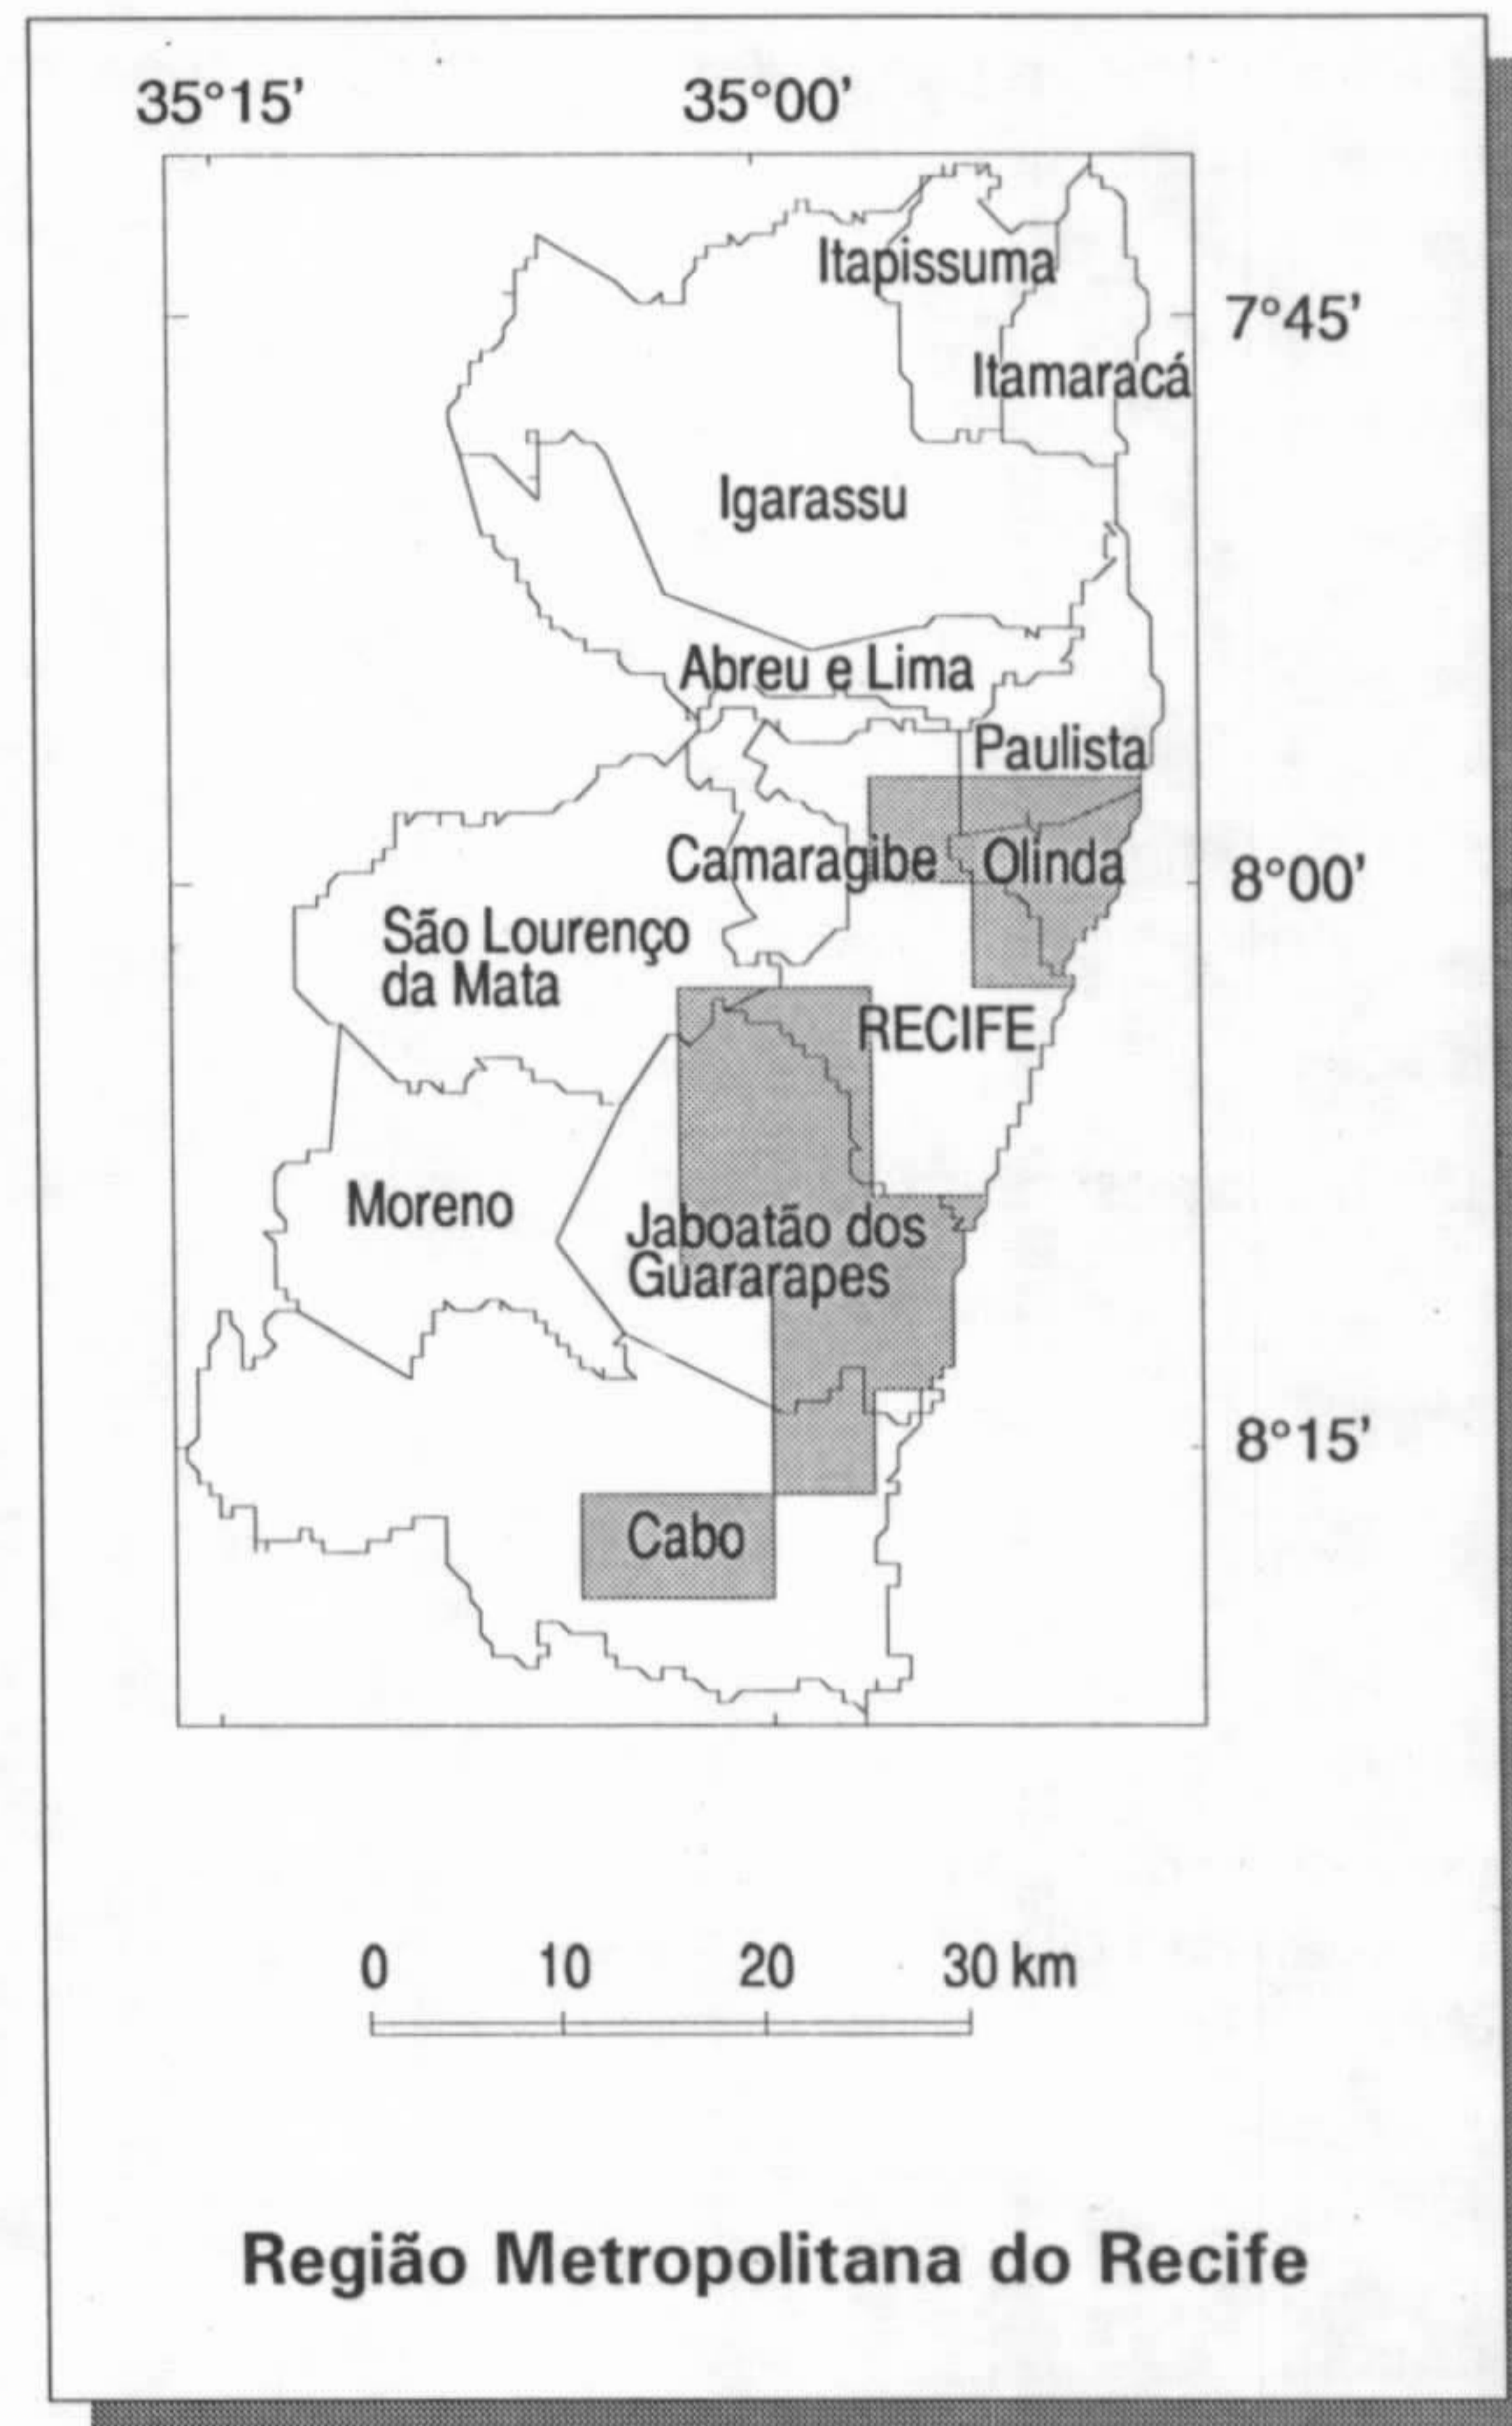 35°15'
35°00'
Itapissuma
7°45'
Itamaracá
Igarassu
Abreu e Lima
Paulista
Camaragibe
Olinda
8°00'
São Lourenço
da Mata
RECIFE
Moreno
Jaboatão dos
Guararapes
8°15'
Cabo
0 10 20 30 km
Região Metropolitana do Recife